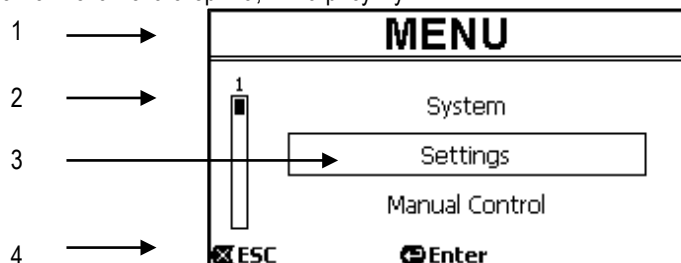 1 MENU
1
2 System
3 Settings
Manual Control
4 ESC Enter